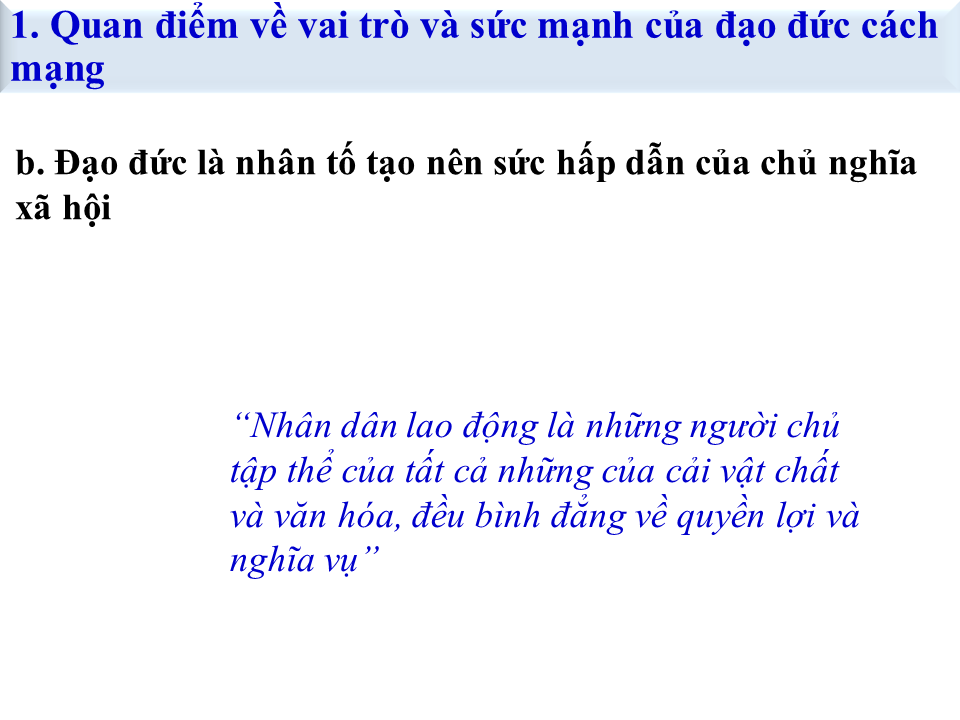 1. Quan điểm về vai trò và sức mạnh của đạo đức cách
mạng
b. Đạo đức là nhân tố tạo nên sức hấp dẫn của chủ nghĩa
xã hội
“Nhân dân lao động là những người chủ
tập thể của tất cả những của cải vật chất
và văn hóa, đều bình đẳng về quyền lợi và
nghĩa vụ”